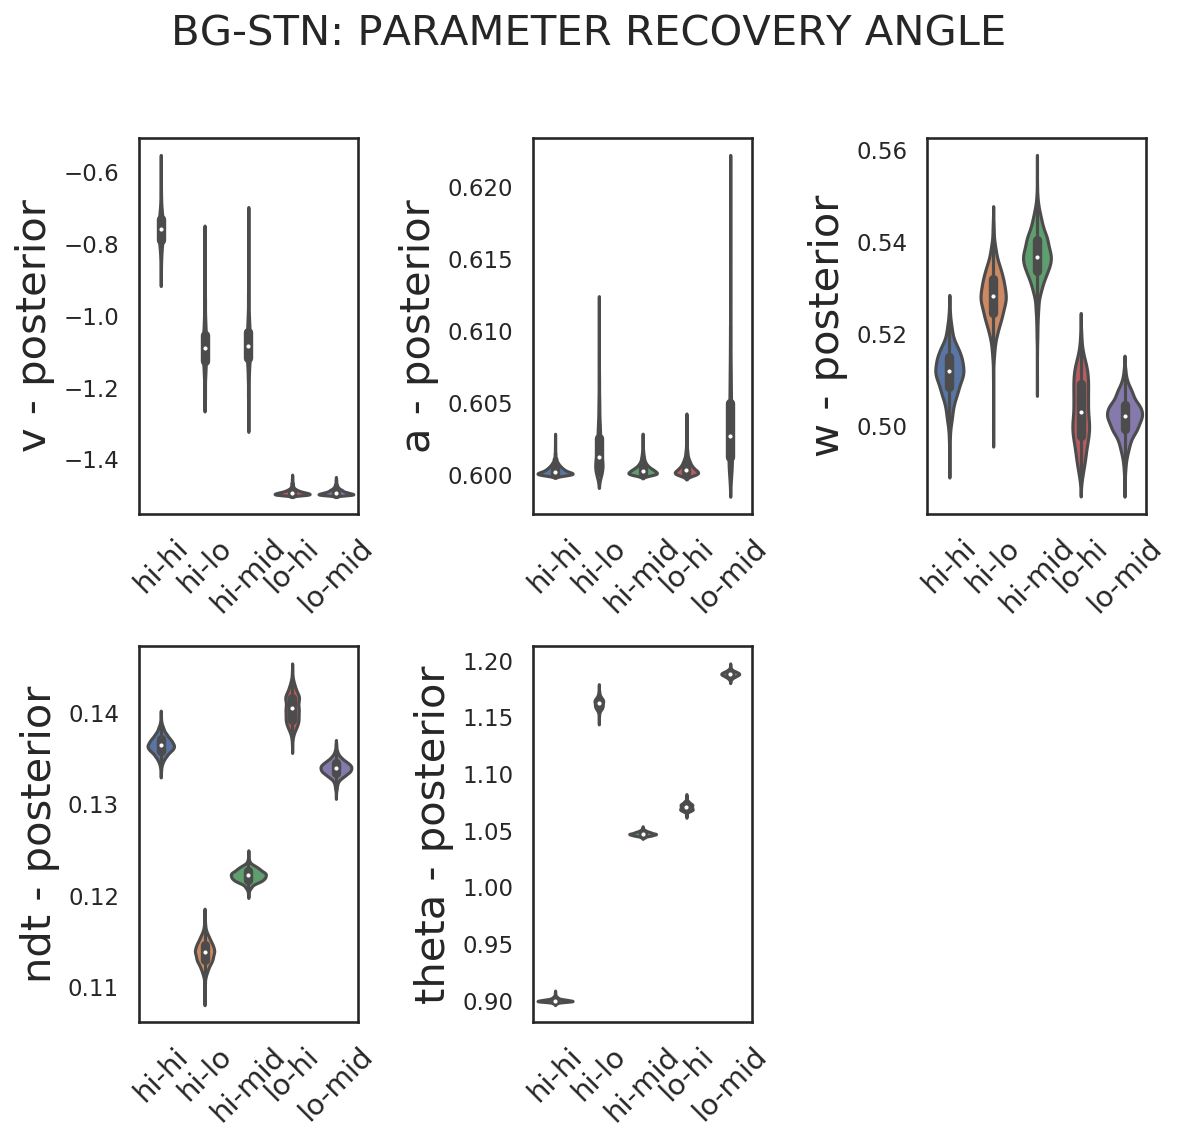 BG-STN: PARAMETER RECOVERY ANGLE
v - posterior
−0.6
−0.8
−1.0
−1.2
−1.4
hi-hi
hi-lo
hi-mid
lo-hi
lo-mid
a - posterior
0.620
0.615
0.610
0.605
0.600
hi-hi
hi-lo
hi-mid
lo-hi
lo-mid
w - posterior
0.56
0.54
0.52
0.50
hi-hi
hi-lo
hi-mid
lo-hi
lo-mid
ndt - posterior
0.14
0.13
0.12
0.11
hi-hi
hi-lo
hi-mid
lo-hi
lo-mid
theta - posterior
1.20
1.15
1.10
1.05
1.00
0.95
0.90
hi-hi
hi-lo
hi-mid
lo-hi
lo-mid